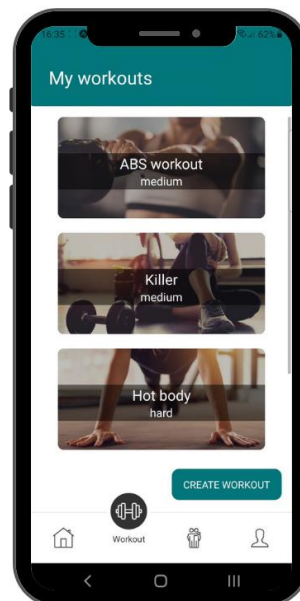 16:35
62%
My workouts
ABS workout
medium
Killer
medium
Hot body
hard
CREATE WORKOUT
Workout